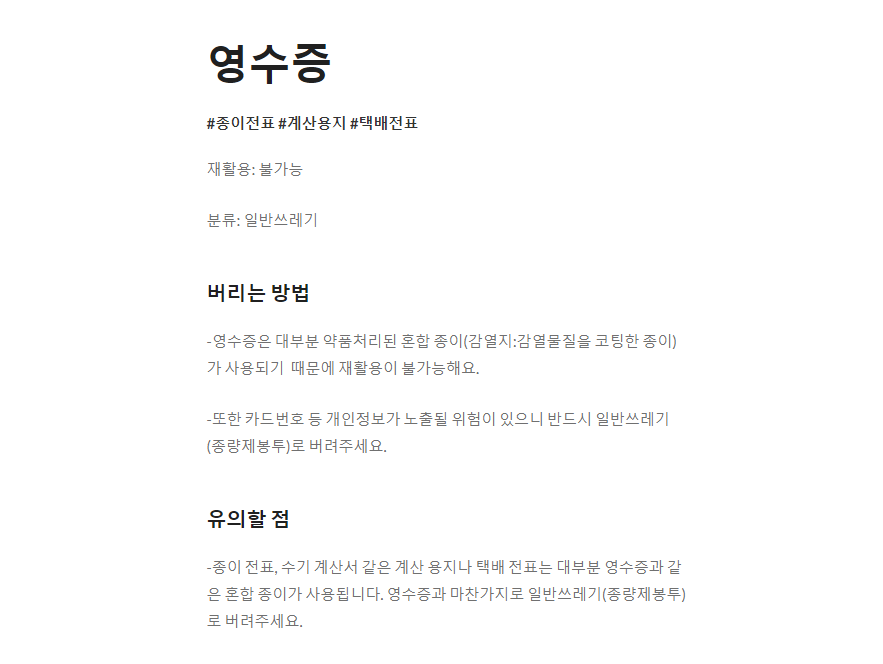 영수증
#종이전표 #계산용지 #택배전표
재활용: 불가능
분류: 일반쓰레기
버리는 방법
-영수증은 대부분 약품처리된 혼합 종이(감열지:감열물질을 코팅한 종이)
가 사용되기  때문에 재활용이 불가능해요.
-또한 카드번호 등 개인정보가 노출될 위험이 있으니 반드시 일반쓰레기
(종량제봉투)로 버려주세요.
유의할 점
-종이 전표, 수기 계산서 같은 계산 용지나 택배 전표는 대부분 영수증과 같
은 혼합 종이가 사용됩니다. 영수증과 마찬가지로 일반쓰레기(종량제봉투)
로 버려주세요.